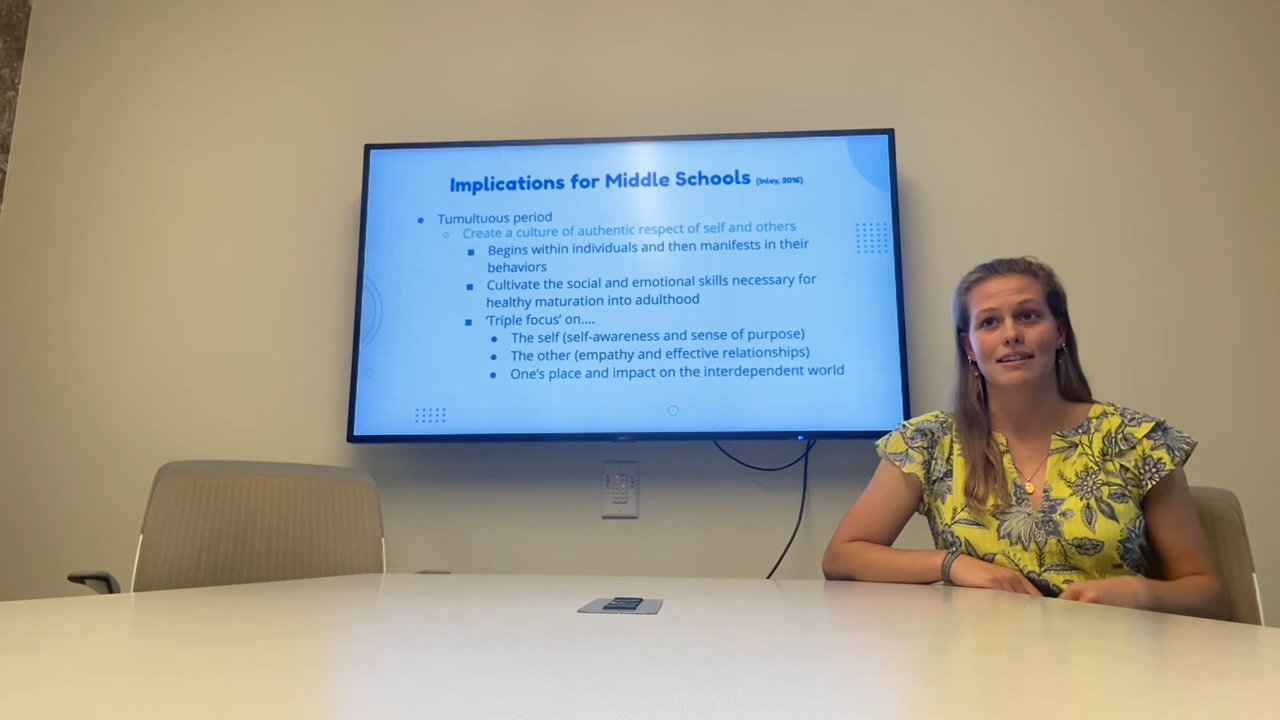 Implications for Middle Schools (Inley, 2016)
Tumultuous period
Create a culture of authentic respect of self and others
Begins within individuals and then manifests in their
behaviors
Cultivate the social and emotional skills necessary for
healthy maturation into adulthood
'Triple focus' on....
The self (self-awareness and sense of purpose)
The other (empathy and effective relationships)
One's place and impact on the interdependent world